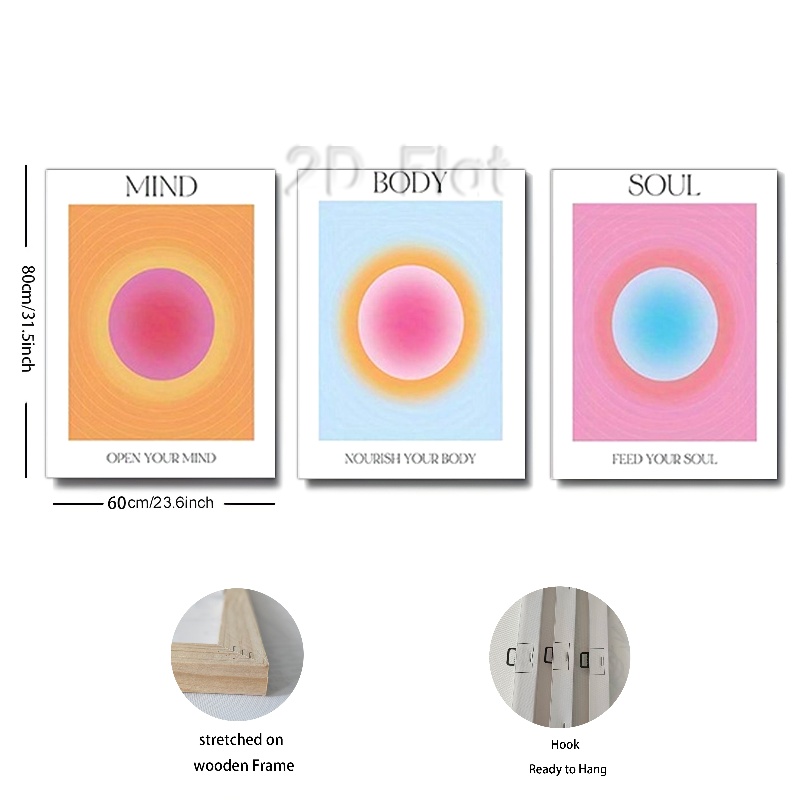 2D Flat
MIND
BODY
SOUL
80cm/31.5inch
OPEN YOUR MIND
NOURISH YOUR BODY
FEED YOUR SOUL
60cm/23.6inch
stretched on
wooden Frame
Hook
Ready to Hang